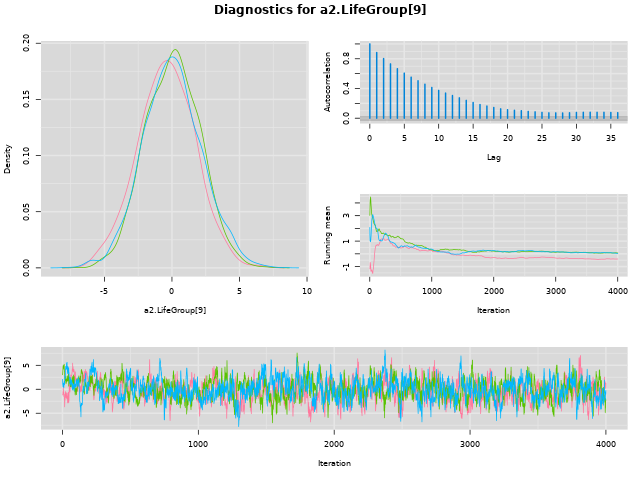 Diagnostics for a2.LifeGroup[9]
Density
0.00 0.05 0.10 0.15 0.20
-5 0 5 10
a2.LifeGroup[9]
Autocorrelation
0.0 0.4 0.8
0 5 10 15 20 25 30 35
Lag
Running mean
-1 1 3
0 1000 2000 3000 4000
Iteration
a2.LifeGroup[9]
-5 0 5
0 1000 2000 3000 4000
Iteration